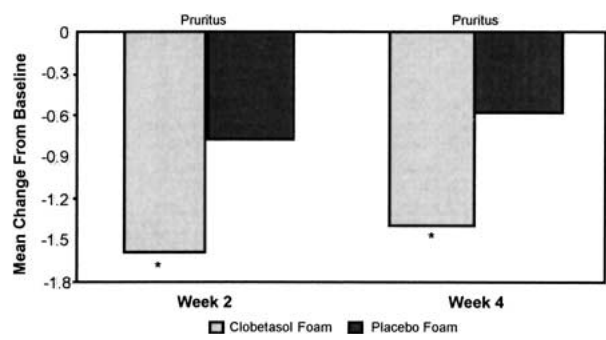 Pruritus Pruritus
0
-0.3
-0.6
-0.9
-1.2
-1.5
-1.8
Mean Change From Baseline
*
*
Week 2 Week 4
Clobetasol Foam Placebo Foam